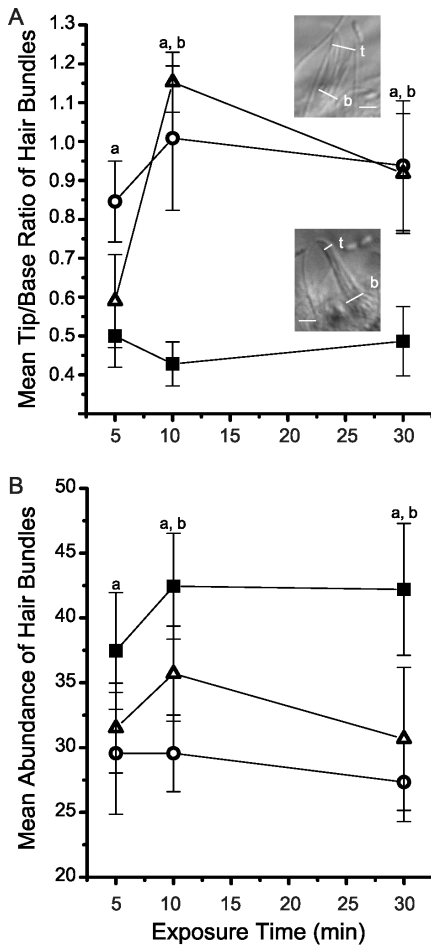 A
Mean Tip/Base Ratio of Hair Bundles
1.3
1.2
1.1
1.0
0.9
0.8
0.7
0.6
0.5
0.4
a
a, b
a, b
t
b
t
b
5
10
15
20
25
30
B
Mean Abundance of Hair Bundles
50
45
40
35
30
25
20
a
a, b
a, b
5
10
15
20
25
30
Exposure Time (min)